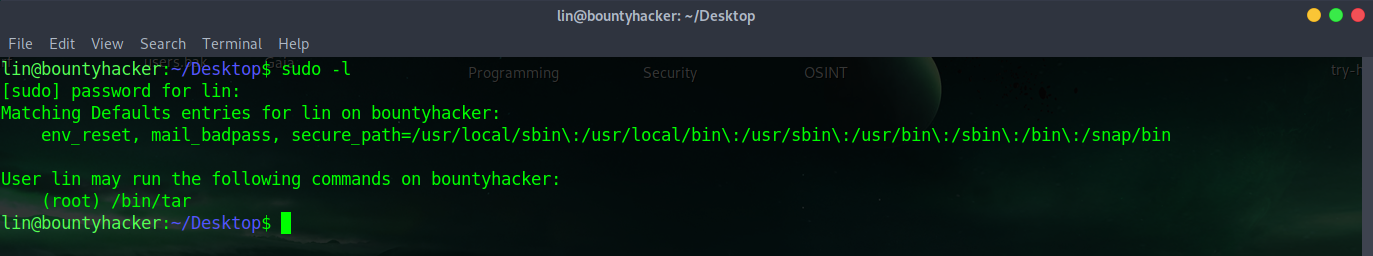 lin@bountyhacker: ~/Desktop
File Edit View Search Terminal Help
users.bak Gaia Programming Security OSINT
lin@bountyhacker:~/Desktop$ sudo -l
[sudo] password for lin:
Matching Defaults entries for lin on bountyhacker:
    env_reset, mail_badpass, secure_path=/usr/local/sbin\:/usr/local/bin\:/usr/sbin\:/usr/bin\:/sbin\:/bin\:/snap/bin

User lin may run the following commands on bountyhacker:
    (root) /bin/tar
lin@bountyhacker:~/Desktop$